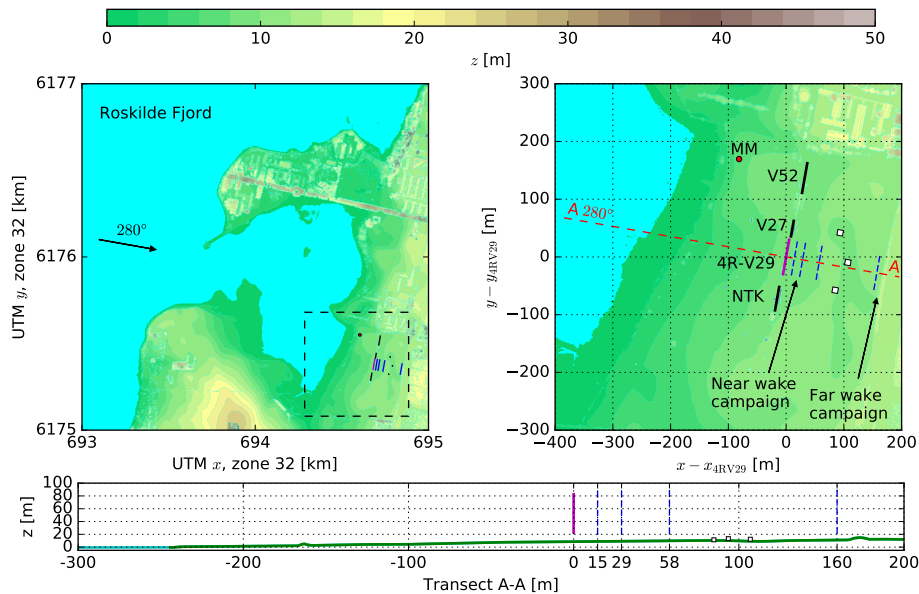 0 10 20 30 40 50
z [m]
6177
6176
6175
UTM y, zone 32 [km]
Roskilde Fjord
280°
693 694 695
UTM x, zone 32 [km]
300
200
100
0
−100
−200
−300
y − y4RV29 [m]
MM
V52
A 280°
V27
4R-V29
A
NTK
Near wake
campaign
Far wake
campaign
−400 −300 −200 −100 0 100 200
x − x4RV29 [m]
100
80
60
40
20
0
z [m]
-300 -200 -100 0 15 29 58 100 160 200
Transect A-A [m]